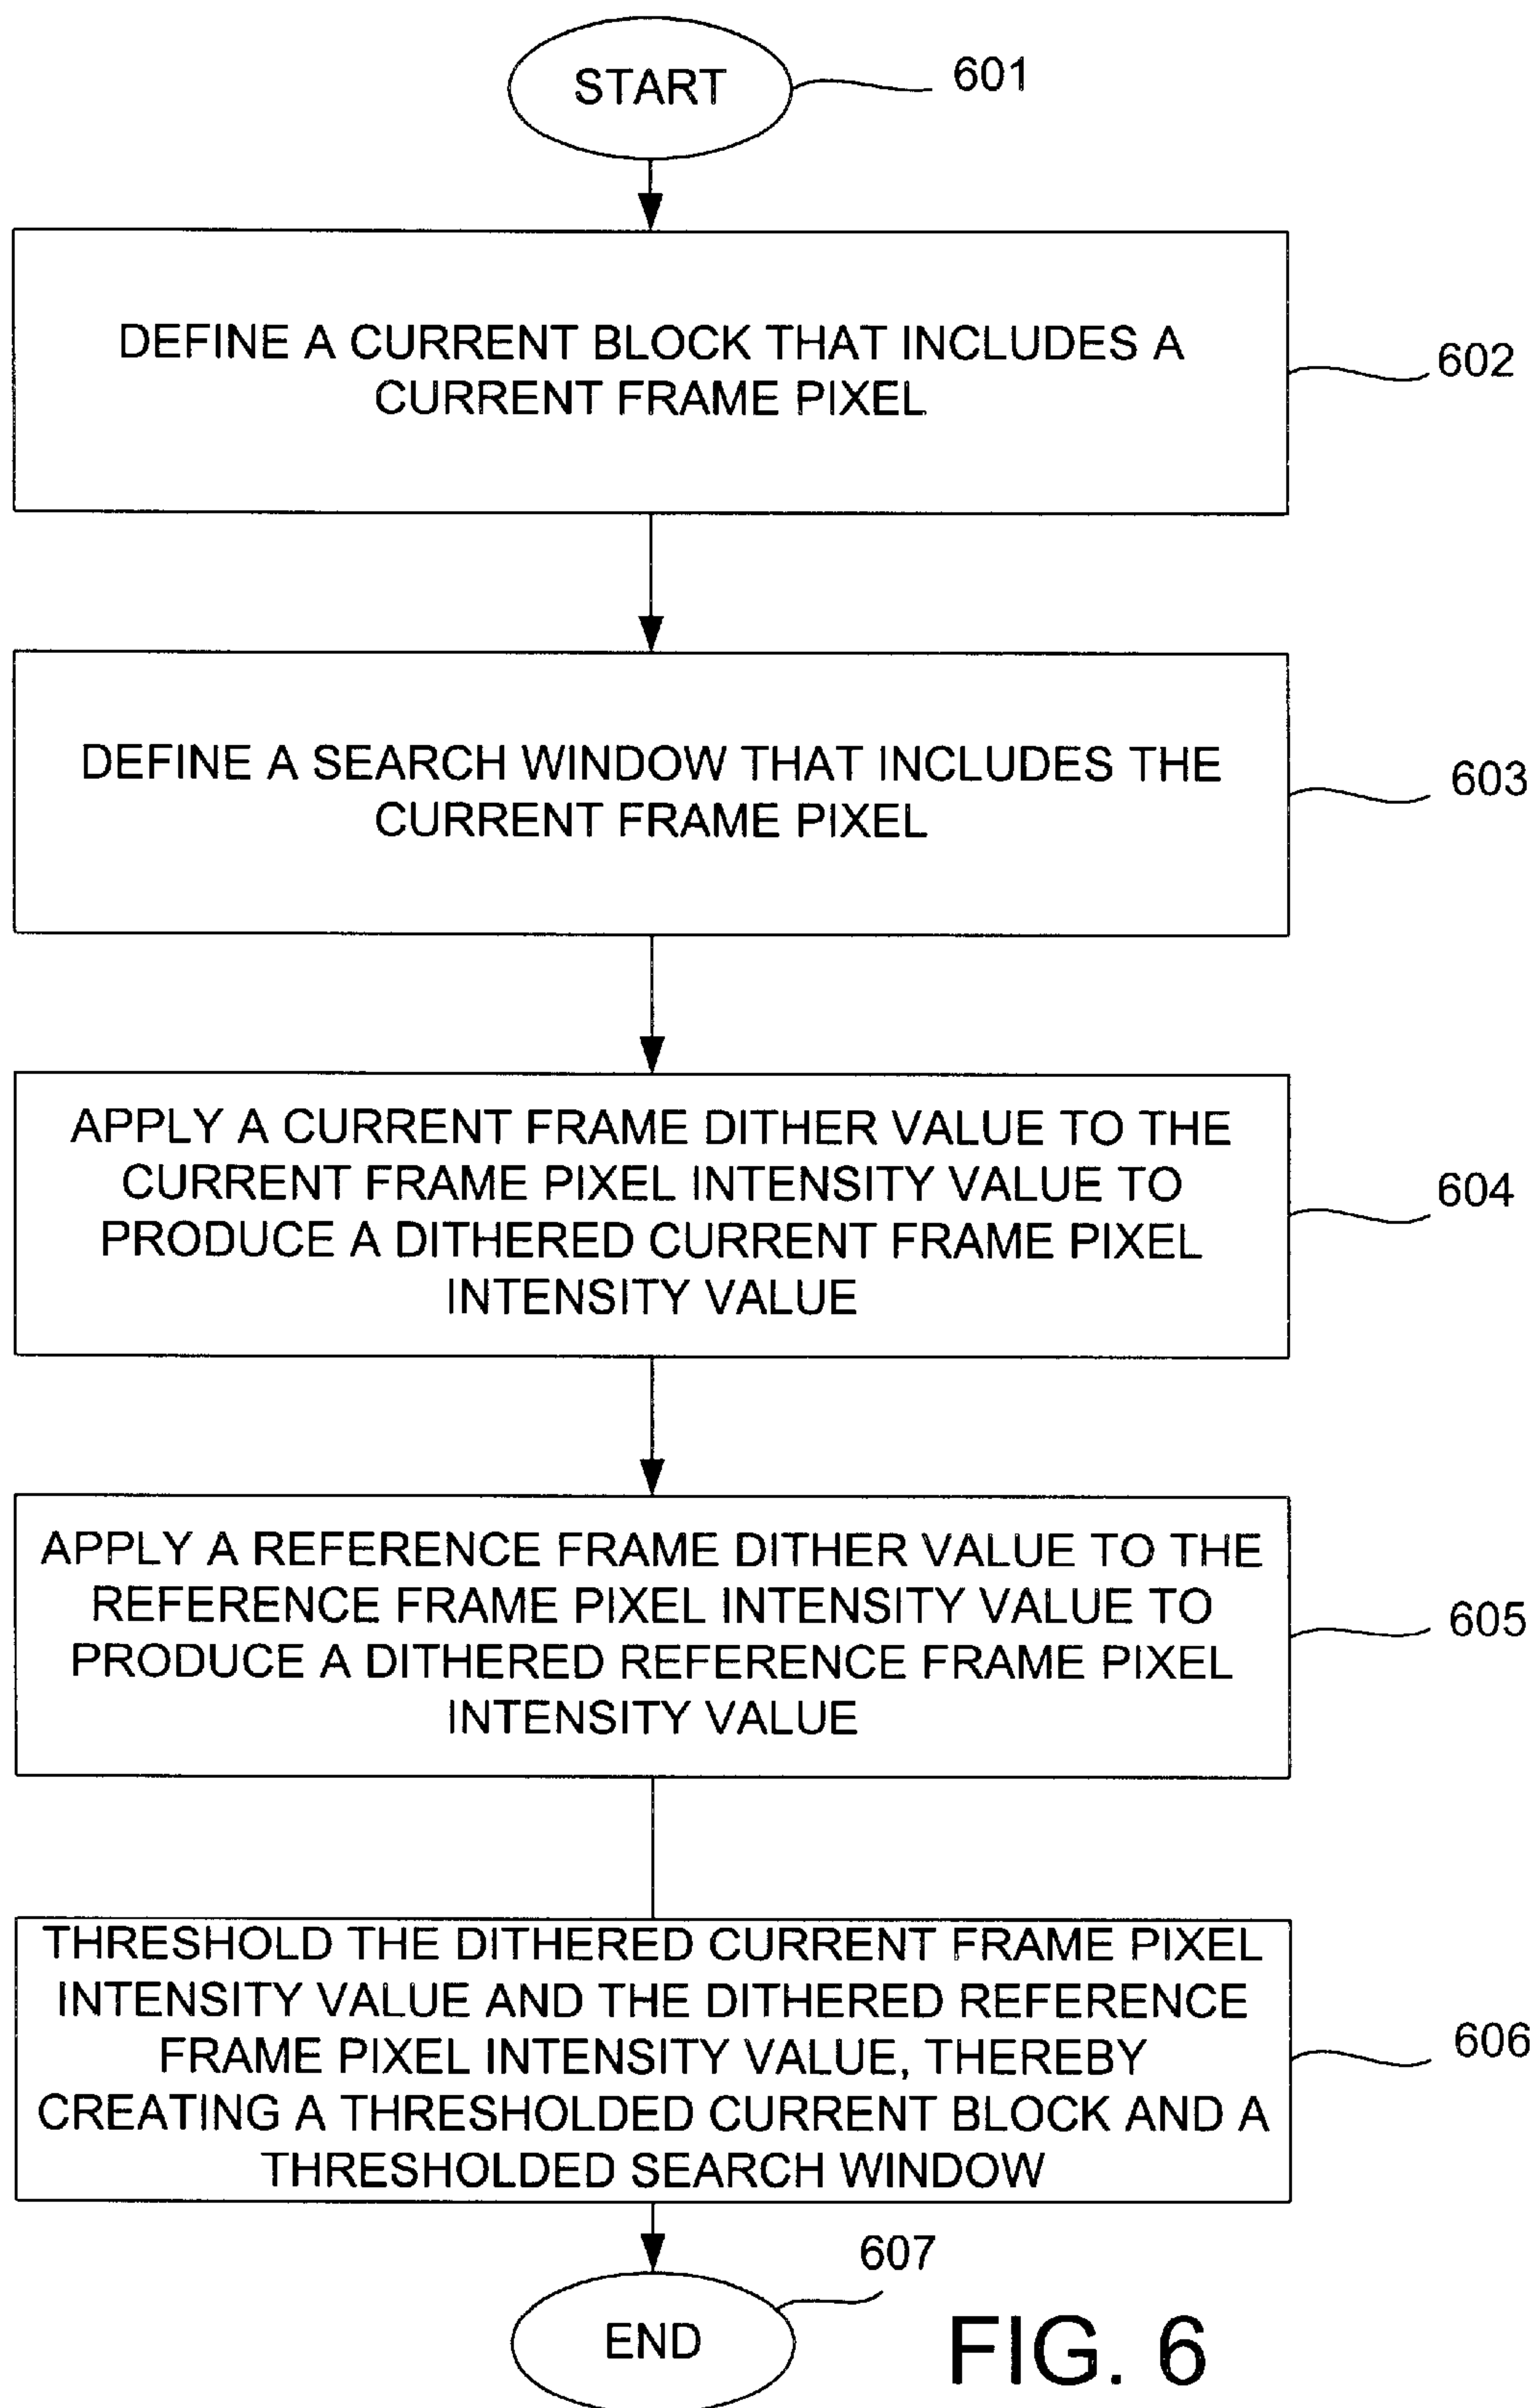 START
601
DEFINE A CURRENT BLOCK THAT INCLUDES A
CURRENT FRAME PIXEL
602
DEFINE A SEARCH WINDOW THAT INCLUDES THE
CURRENT FRAME PIXEL
603
APPLY A CURRENT FRAME DITHER VALUE TO THE
CURRENT FRAME PIXEL INTENSITY VALUE TO
PRODUCE A DITHERED CURRENT FRAME PIXEL
INTENSITY VALUE
604
APPLY A REFERENCE FRAME DITHER VALUE TO THE
REFERENCE FRAME PIXEL INTENSITY VALUE TO
PRODUCE A DITHERED REFERENCE FRAME PIXEL
INTENSITY VALUE
605
THRESHOLD THE DITHERED CURRENT FRAME PIXEL
INTENSITY VALUE AND THE DITHERED REFERENCE
FRAME PIXEL INTENSITY VALUE, THEREBY
CREATING A THRESHOLDED CURRENT BLOCK AND A
THRESHOLDED SEARCH WINDOW
606
607
END
FIG. 6